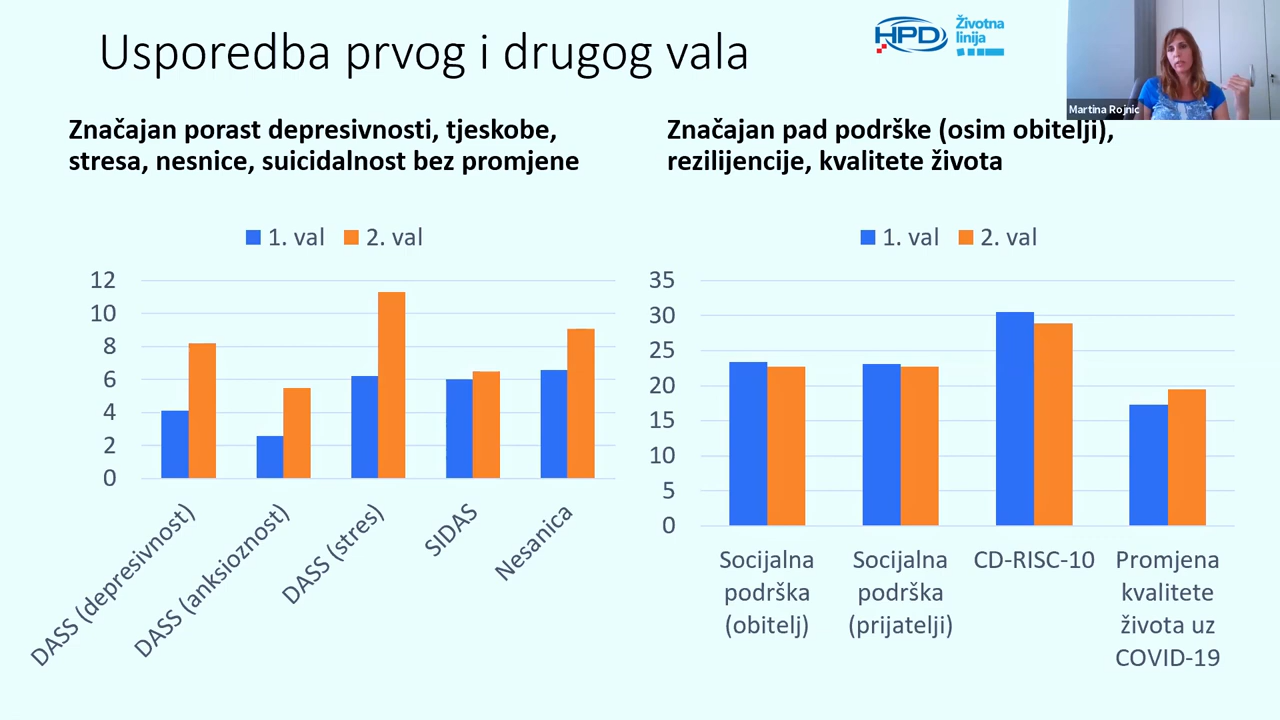 Usporedba prvog i drugog vala
HPD
Životna
linija
Martina Rojnic
Značajan porast depresivnosti, tjeskobe,
stresa, nesnice, suicidalnost bez promjene
1. val
2. val
12
10
8
6
4
2
0
DASS (depresivnost)
DASS (anksioznost)
DASS (stres)
SIDAS
Nesanica
Značajan pad podrške (osim obitelji),
rezilijencije, kvalitete života
1. val
2. val
35
30
25
20
15
10
5
0
Socijalna
podrška
(obitelj)
Socijalna
podrška
(prijatelji)
CD-RISC-10
Promjena
kvalitete
života uz
COVID-19